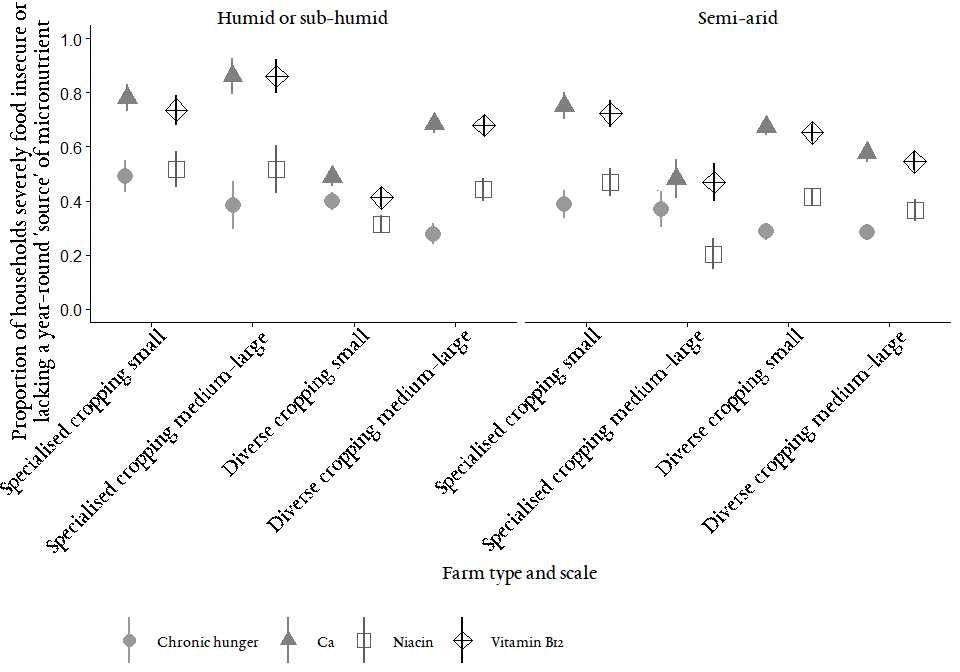 Humid or sub-humid
Semi-arid
Proportion of households severely food insecure or
lacking a year-round 'source' of micronutrient
1.0
0.8
0.6
0.4
0.2
0.0
Specialised cropping small
Specialised cropping medium-large
Diverse cropping small
Diverse cropping medium-large
Specialised cropping small
Specialised cropping medium-large
Diverse cropping small
Diverse cropping medium-large
Farm type and scale
Chronic hunger Ca Niacin Vitamin B12